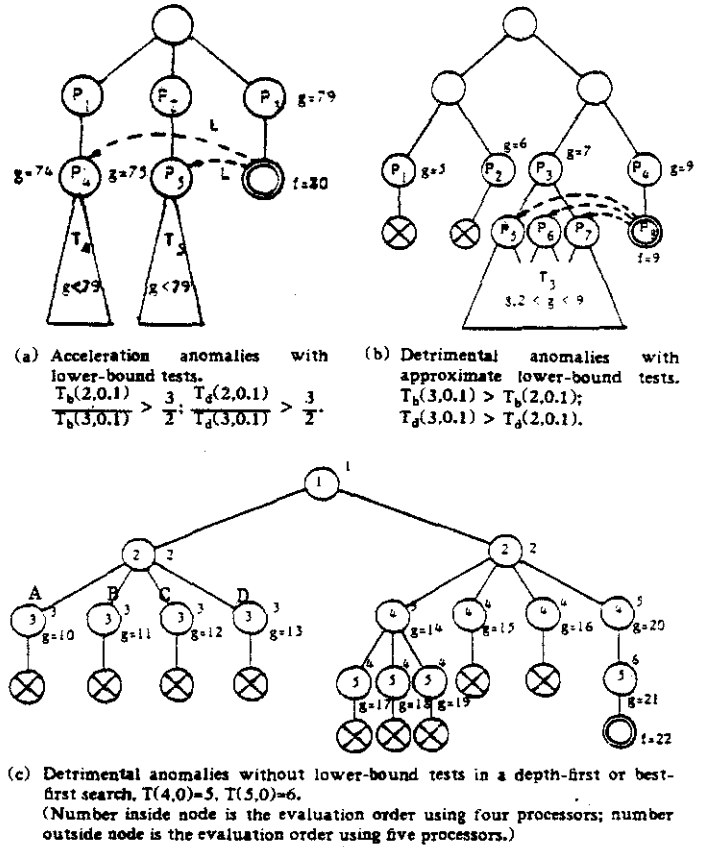 P1
P2
P3
g=79
L
g=74
P4
g=75
P5
L
f=80
T4
g<79
T5
g<79
(a) Acceleration anomalies with
lower-bound tests.
Tb(2,0.1) / Tb(3,0.1) > 3/2; Td(2,0.1) / Td(3,0.1) > 3/2.
P1
g=5
g=6
P2
P3
g=7
P4
g=9
P5
P6
P7
P8
f=9
T3
8.2 < g < 9
(b) Detrimental anomalies with
approximate lower-bound tests.
Tb(3,0.1) > Tb(2,0.1);
Td(3,0.1) > Td(2,0.1).
1 1
2 2
2 2
A B C D
3 3 g=10
3 3 g=11
3 3 g=12
3 3 g=13
4 g=14
4 4 g=15
4 4 g=16
4 5 g=20
5 4 g=17
5 4 g=18
5 4 g=19
5 6 g=21
f=22
(c) Detrimental anomalies without lower-bound tests in a depth-first or best-
first search, T(4,0)=5, T(5,0)=6.
(Number inside node is the evaluation order using four processors; number
outside node is the evaluation order using five processors.)